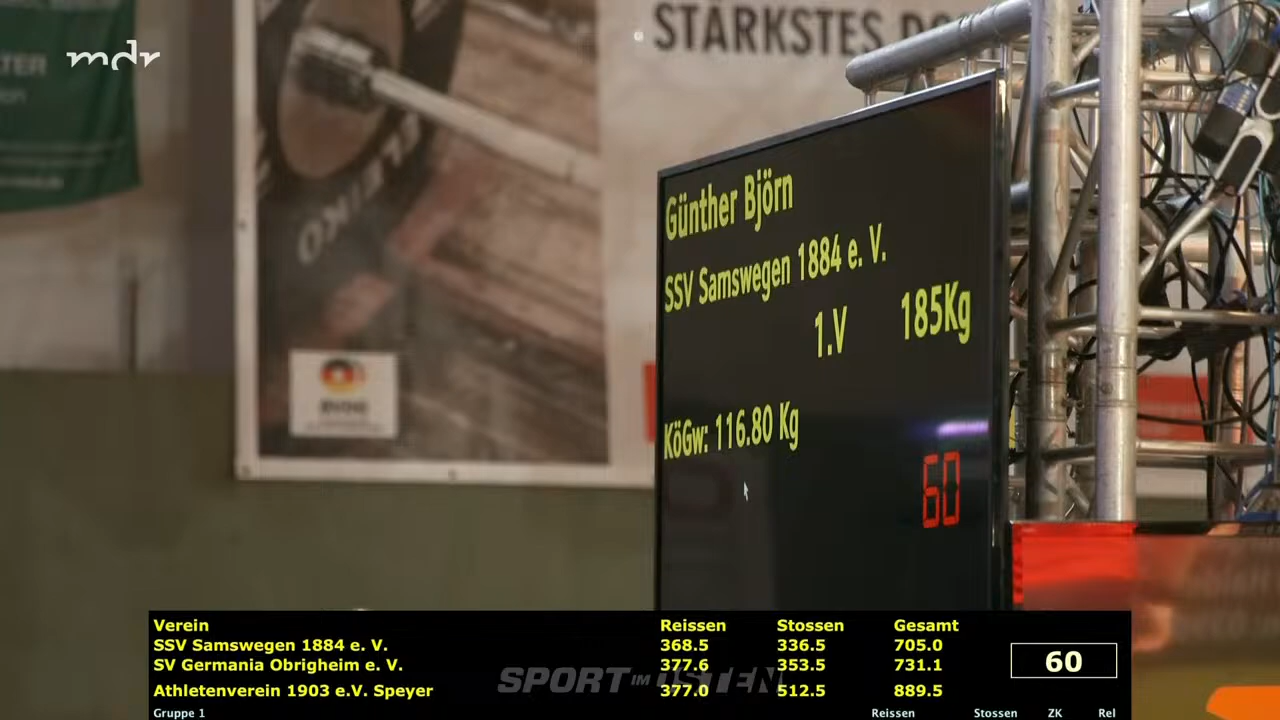 mdr
STÄRKSTES
ELEIKO
BVDG
Günther Björn
SSV Samswegen 1884 e. V.
1.V 185Kg
KöGw: 116.80 Kg
60
Verein Reissen Stossen Gesamt
SSV Samswegen 1884 e. V. 368.5 336.5 705.0
SV Germania Obrigheim e. V. 377.6 353.5 731.1
Athletenverein 1903 e.V. Speyer 377.0 512.5 889.5
60
SPORT IM OSTEN
Gruppe 1 Reissen Stossen ZK Rel